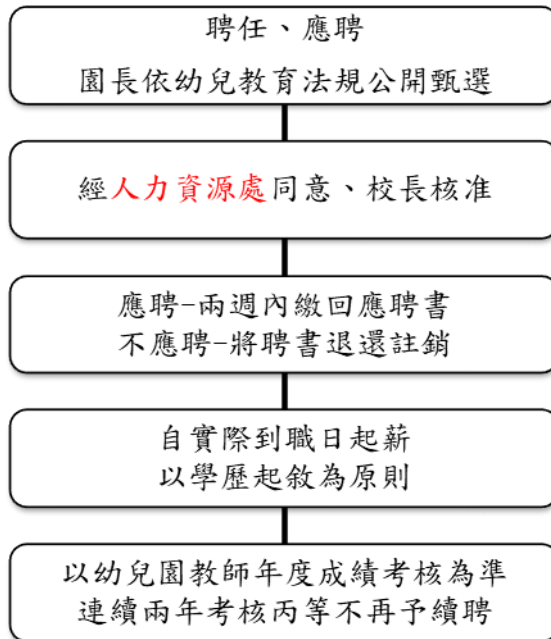 聘任、應聘
園長依幼兒教育法規公開甄選
經人力資源處同意、校長核准
應聘-兩週內繳回應聘書
不應聘-將聘書退還註銷
自實際到職日起薪
以學歷起敘為原則
以幼兒園教師年度成績考核為準
連續兩年考核丙等不再予續聘